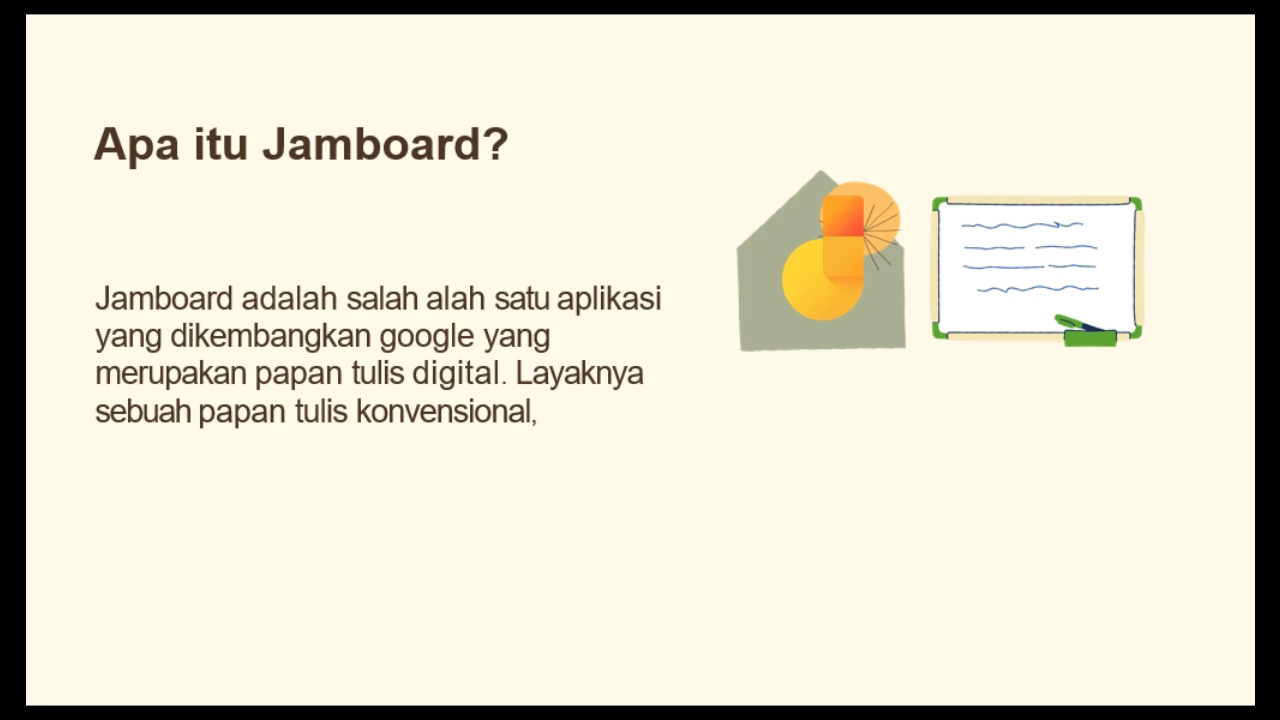 Apa itu Jamboard?
Jamboard adalah salah alah satu aplikasi
yang dikembangkan google yang
merupakan papan tulis digital. Layaknya
sebuah papan tulis konvensional,